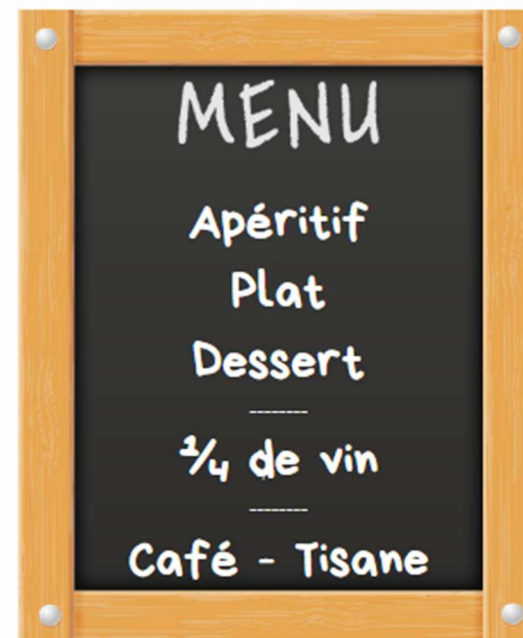 MENU
Apéritif
Plat
Dessert
--------
¼ de vin
--------
Café - Tisane